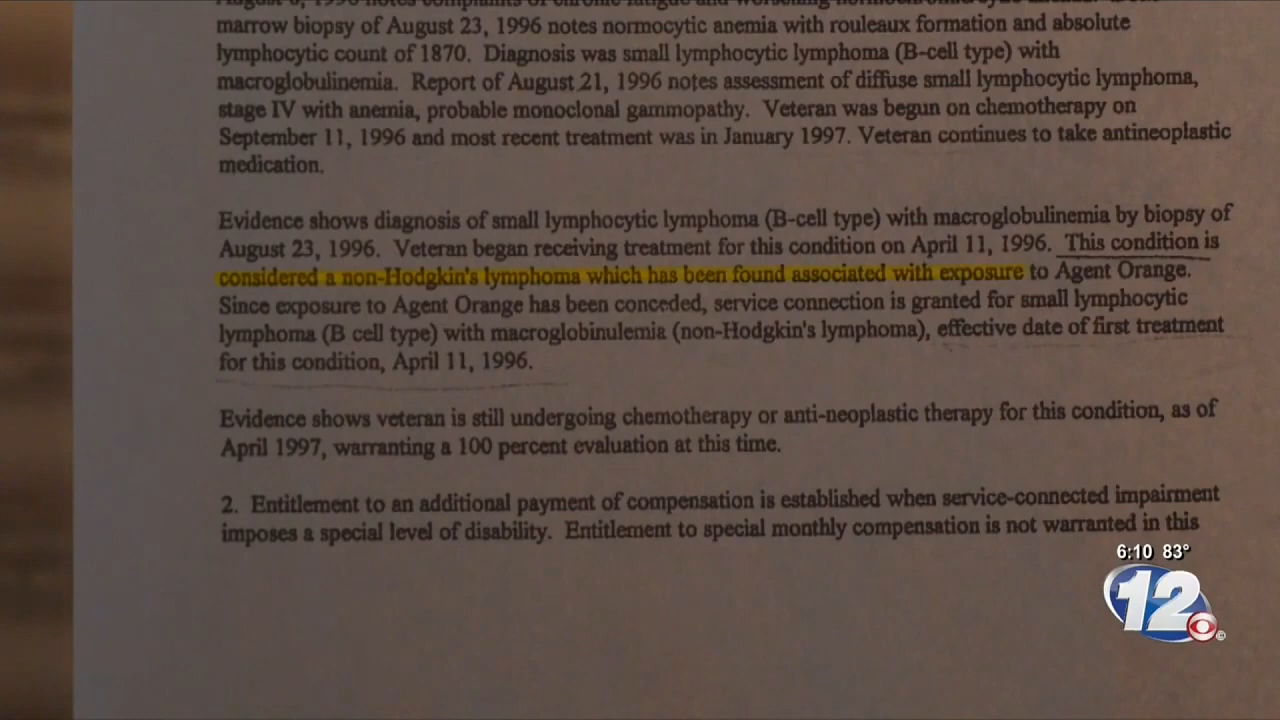 marrow biopsy of August 23, 1996 notes normocytic anemia with rouleaux formation and absolute
lymphocytic count of 1870. Diagnosis was small lymphocytic lymphoma (B-cell type) with
macroglobulinemia. Report of August 21, 1996 notes assessment of diffuse small lymphocytic lymphoma,
stage IV with anemia, probable monoclonal gammopathy. Veteran was begun on chemotherapy on
September 11, 1996 and most recent treatment was in January 1997. Veteran continues to take antineoplastic
medication.
Evidence shows diagnosis of small lymphocytic lymphoma (B-cell type) with macroglobulinemia by biopsy of
August 23, 1996. Veteran began receiving treatment for this condition on April 11, 1996. This condition is
considered a non-Hodgkin's lymphoma which has been found associated with exposure to Agent Orange.
Since exposure to Agent Orange has been conceded, service connection is granted for small lymphocytic
lymphoma (B cell type) with macroglobinulemia (non-Hodgkin's lymphoma), effective date of first treatment
for this condition, April 11, 1996.
Evidence shows veteran is still undergoing chemotherapy or anti-neoplastic therapy for this condition, as of
April 1997, warranting a 100 percent evaluation at this time.
2. Entitlement to an additional payment of compensation is established when service-connected impairment
imposes a special level of disability. Entitlement to special monthly compensation is not warranted in this
6:10 83°
12
©